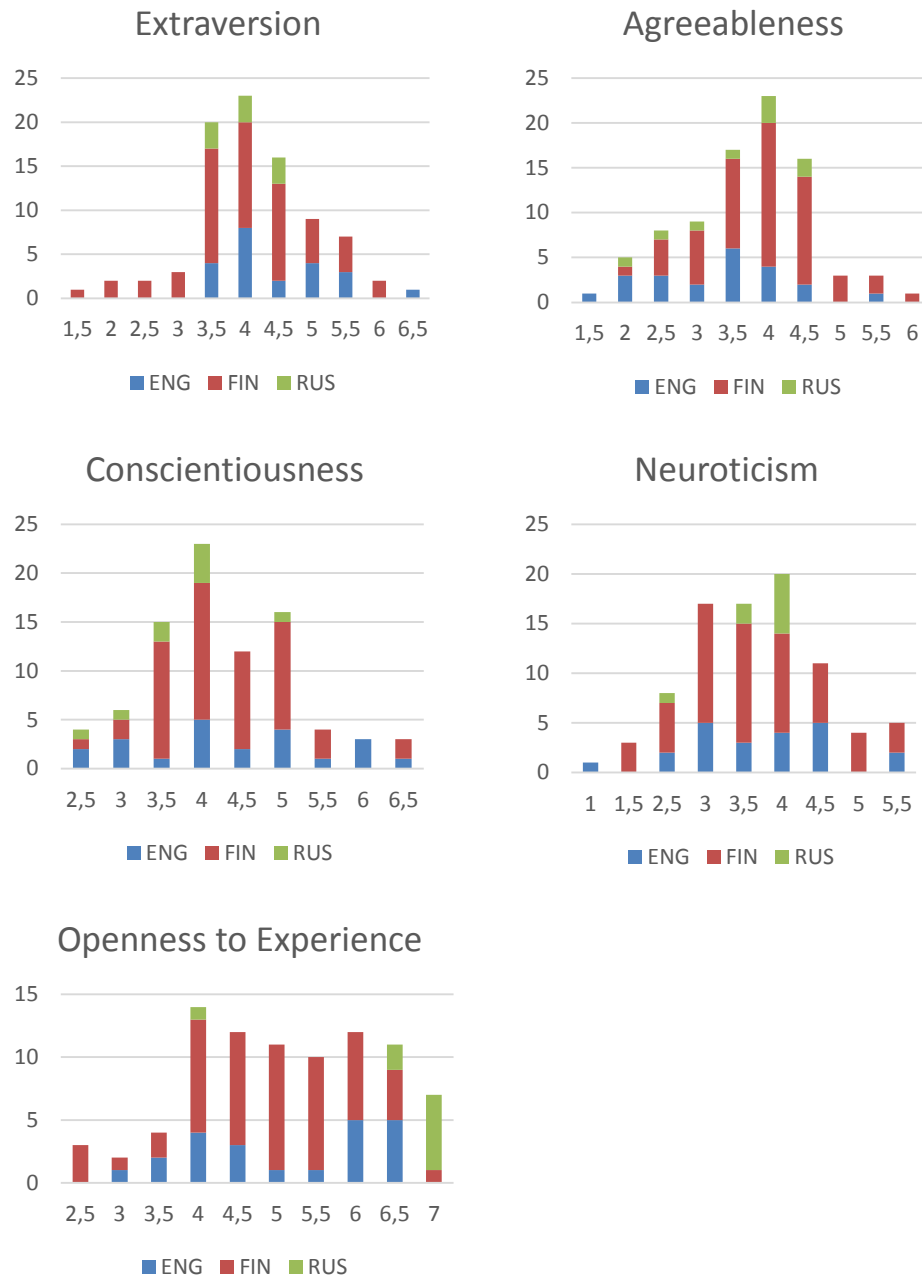 Extraversion
25
20
15
10
5
0
1,5 2 2,5 3 3,5 4 4,5 5 5,5 6 6,5
ENG FIN RUS
Agreeableness
25
20
15
10
5
0
1,5 2 2,5 3 3,5 4 4,5 5 5,5 6
ENG FIN RUS
Conscientiousness
25
20
15
10
5
0
2,5 3 3,5 4 4,5 5 5,5 6 6,5
ENG FIN RUS
Neuroticism
25
20
15
10
5
0
1 1,5 2,5 3 3,5 4 4,5 5 5,5
ENG FIN RUS
Openness to Experience
15
10
5
0
2,5 3 3,5 4 4,5 5 5,5 6 6,5 7
ENG FIN RUS